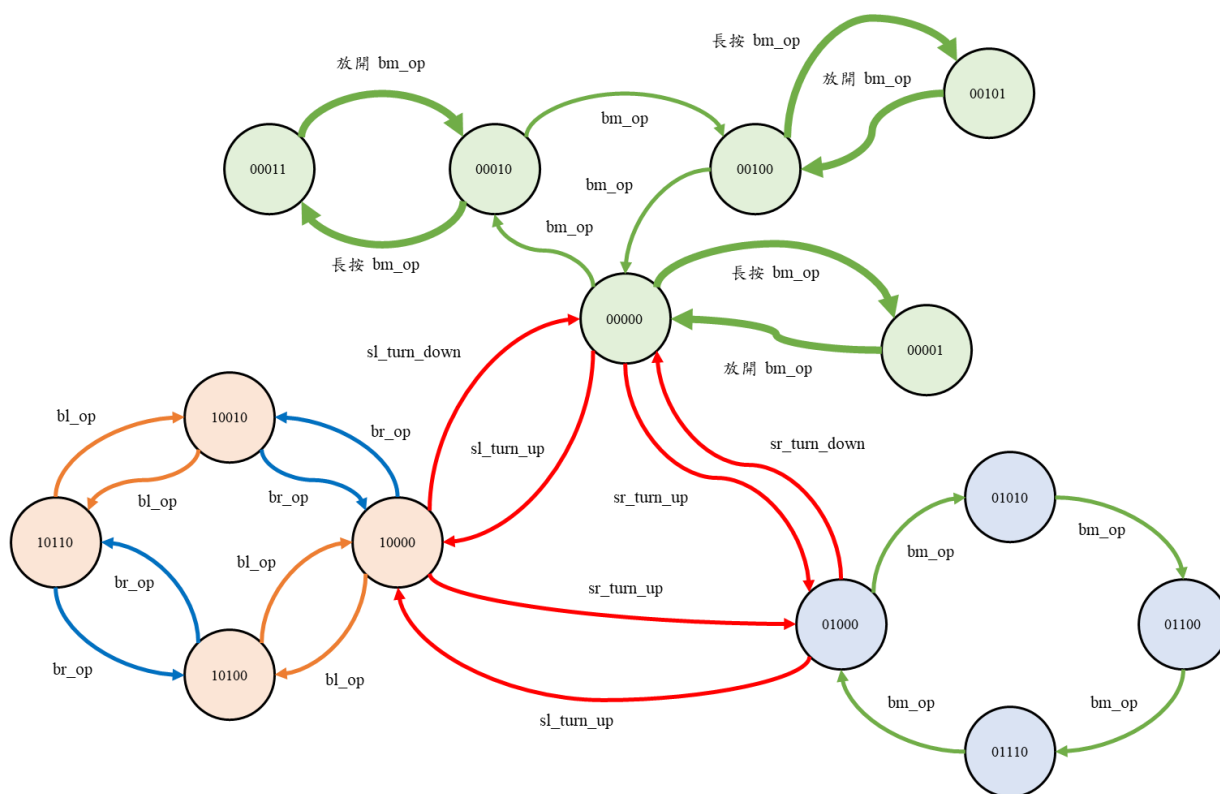 長按 bm_op
放開 bm_op
放開 bm_op
00101
bm_op
00011
00010
00100
bm_op
bm_op
長按 bm_op
長按 bm_op
00000
00001
sl_turn_down
放開 bm_op
bl_op
10010
br_op
sl_turn_up
sr_turn_down
bl_op
br_op
sr_turn_up
01010
bm_op
10110
10000
bl_op
bm_op
br_op
sr_turn_up
01000
01100
br_op
10100
bl_op
bm_op
bm_op
sl_turn_up
01110